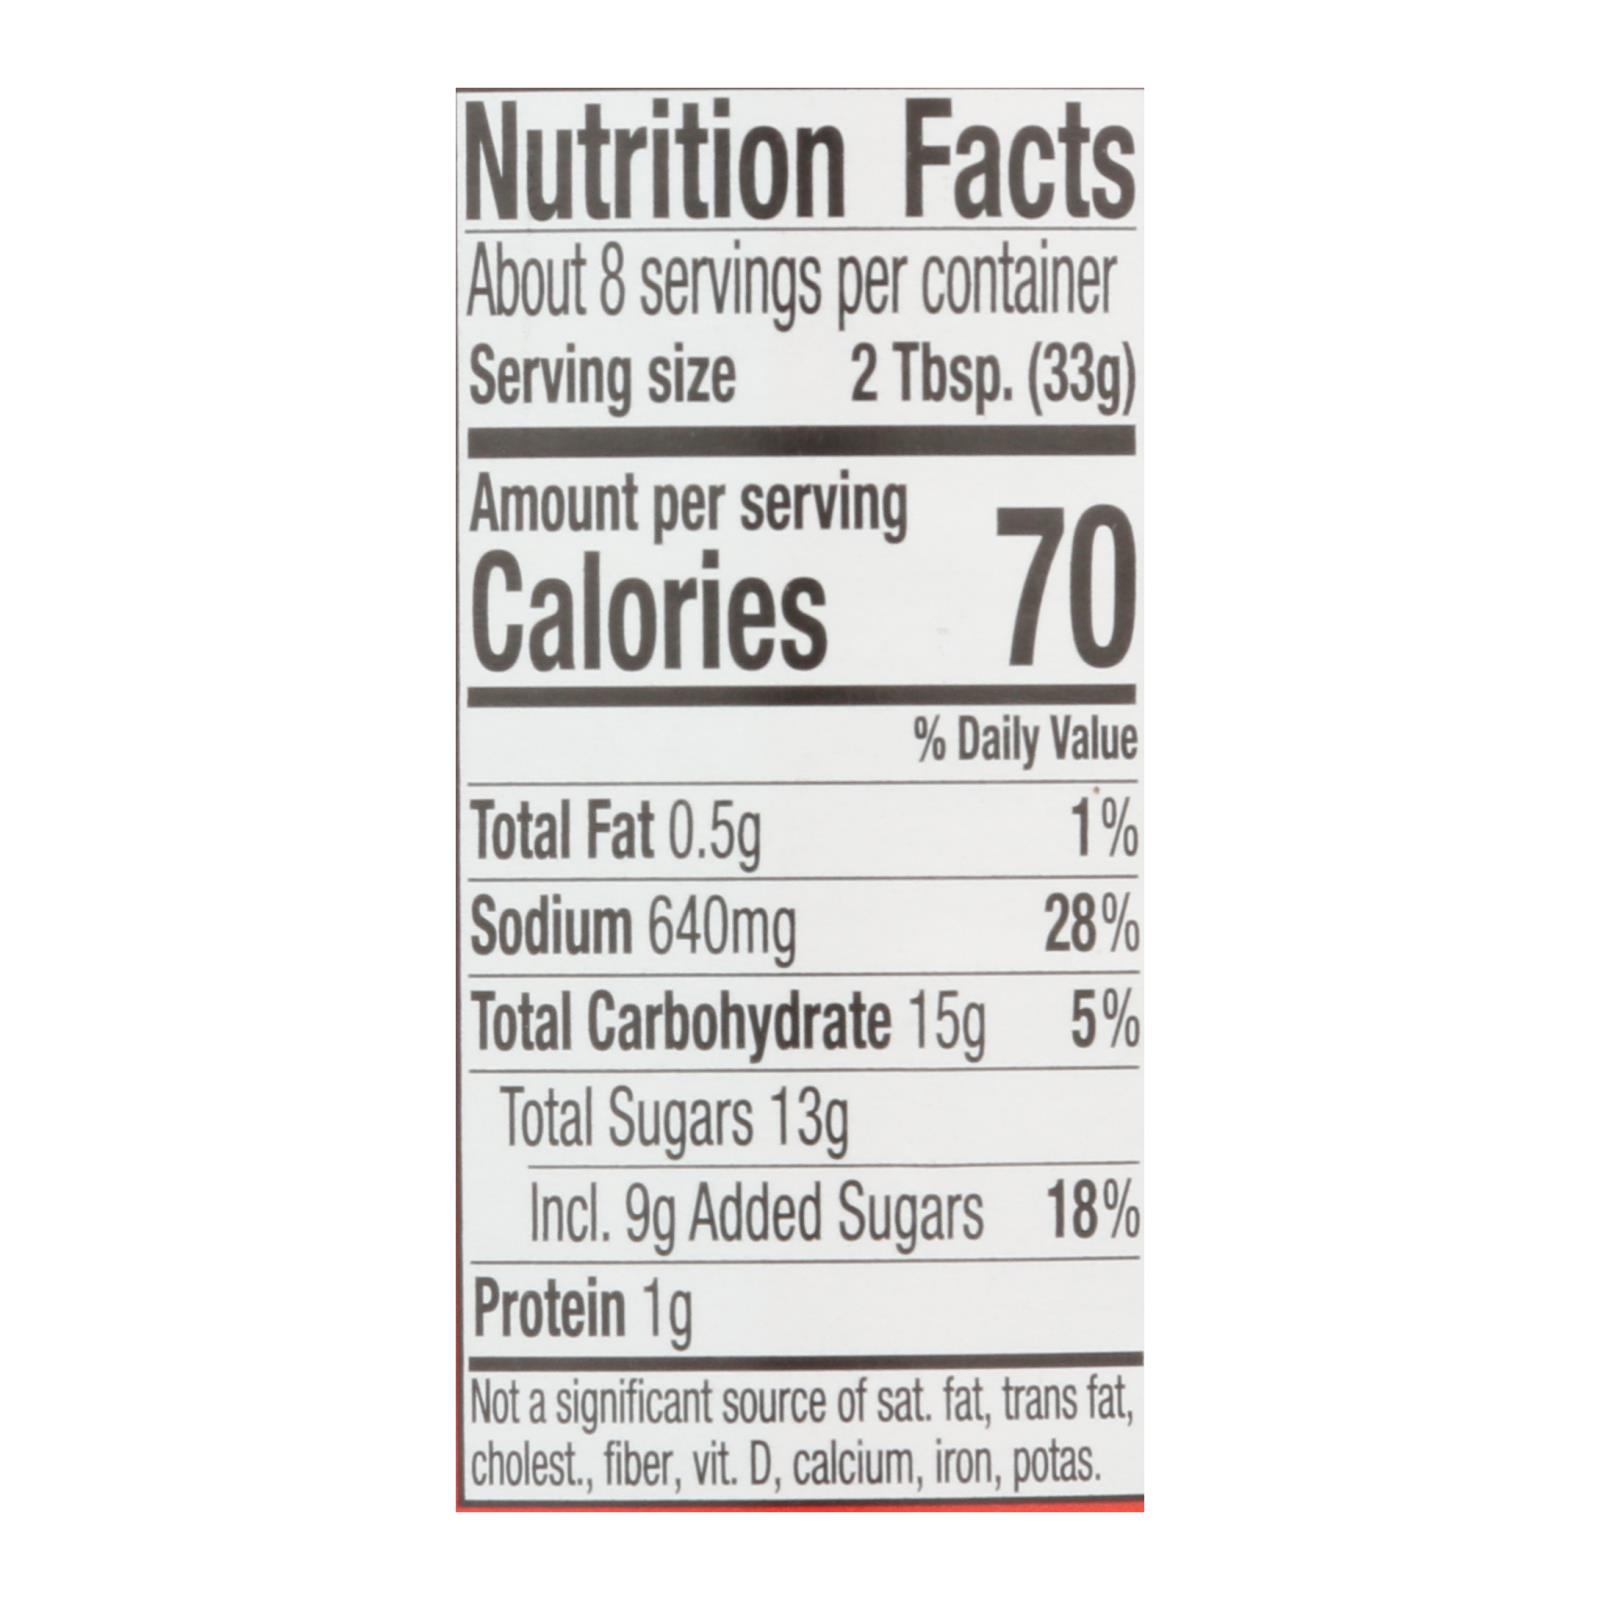 Nutrition Facts
About 8 servings per container
Serving size 2 Tbsp. (33g)
Amount per serving
Calories 70
% Daily Value
Total Fat 0.5g 1%
Sodium 640mg 28%
Total Carbohydrate 15g 5%
Total Sugars 13g
Incl. 9g Added Sugars 18%
Protein 1g
Not a significant source of sat. fat, trans fat,
cholest., fiber, vit. D, calcium, iron, potas.